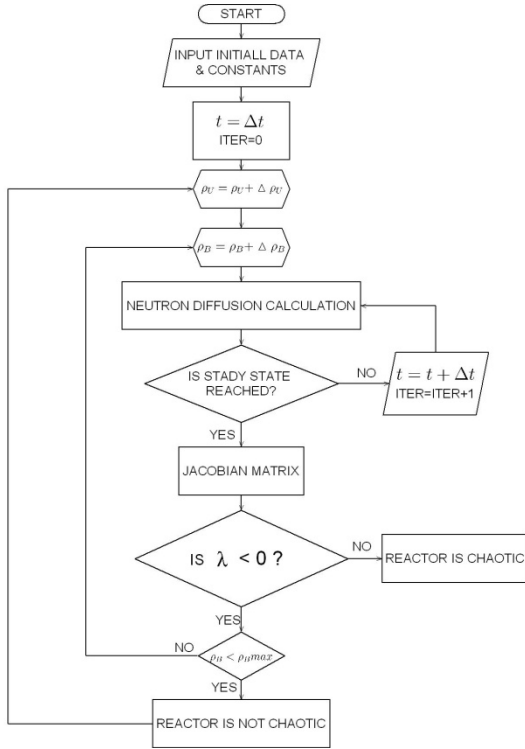 START
INPUT INITIALL DATA
& CONSTANTS
t = Δt
ITER=0
ρ_U = ρ_U + Δ ρ_U
ρ_B = ρ_B + Δ ρ_B
NEUTRON DIFFUSION CALCULATION
IS STADY STATE
REACHED?
NO
t = t + Δt
ITER=ITER+1
YES
JACOBIAN MATRIX
IS λ < 0 ?
NO
REACTOR IS CHAOTIC
YES
NO
ρ_B < ρ_B max
YES
REACTOR IS NOT CHAOTIC